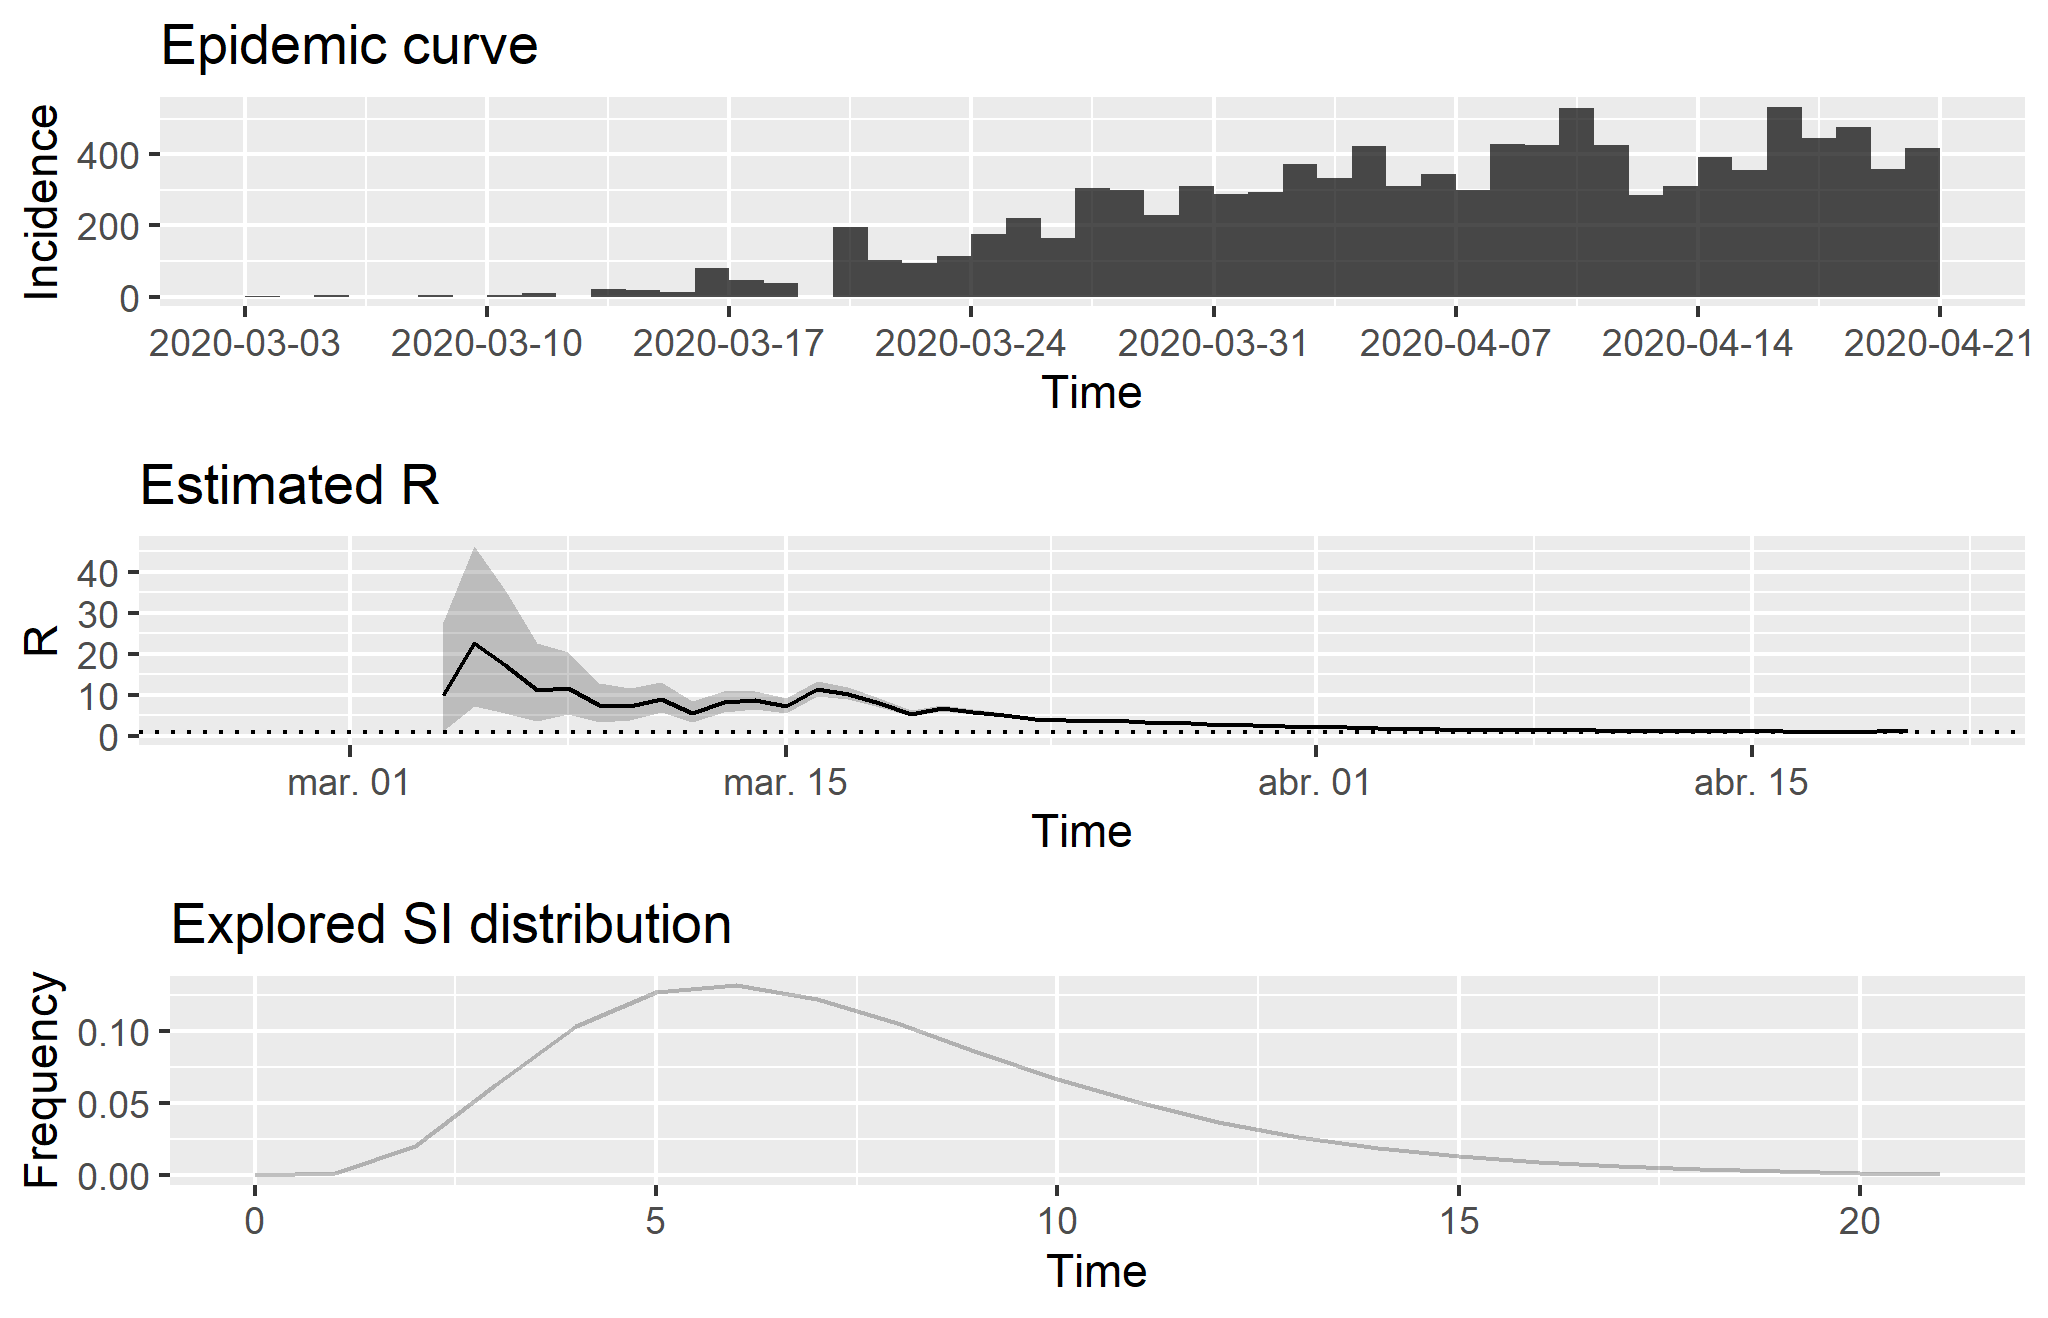 Epidemic curve
Incidence
400
200
0
2020-03-03 2020-03-10 2020-03-17 2020-03-24 2020-03-31 2020-04-07 2020-04-14 2020-04-21
Time
Estimated R
R
40
30
20
10
0
mar. 01 mar. 15 abr. 01 abr. 15
Time
Explored SI distribution
Frequency
0.10
0.05
0.00
0 5 10 15 20
Time